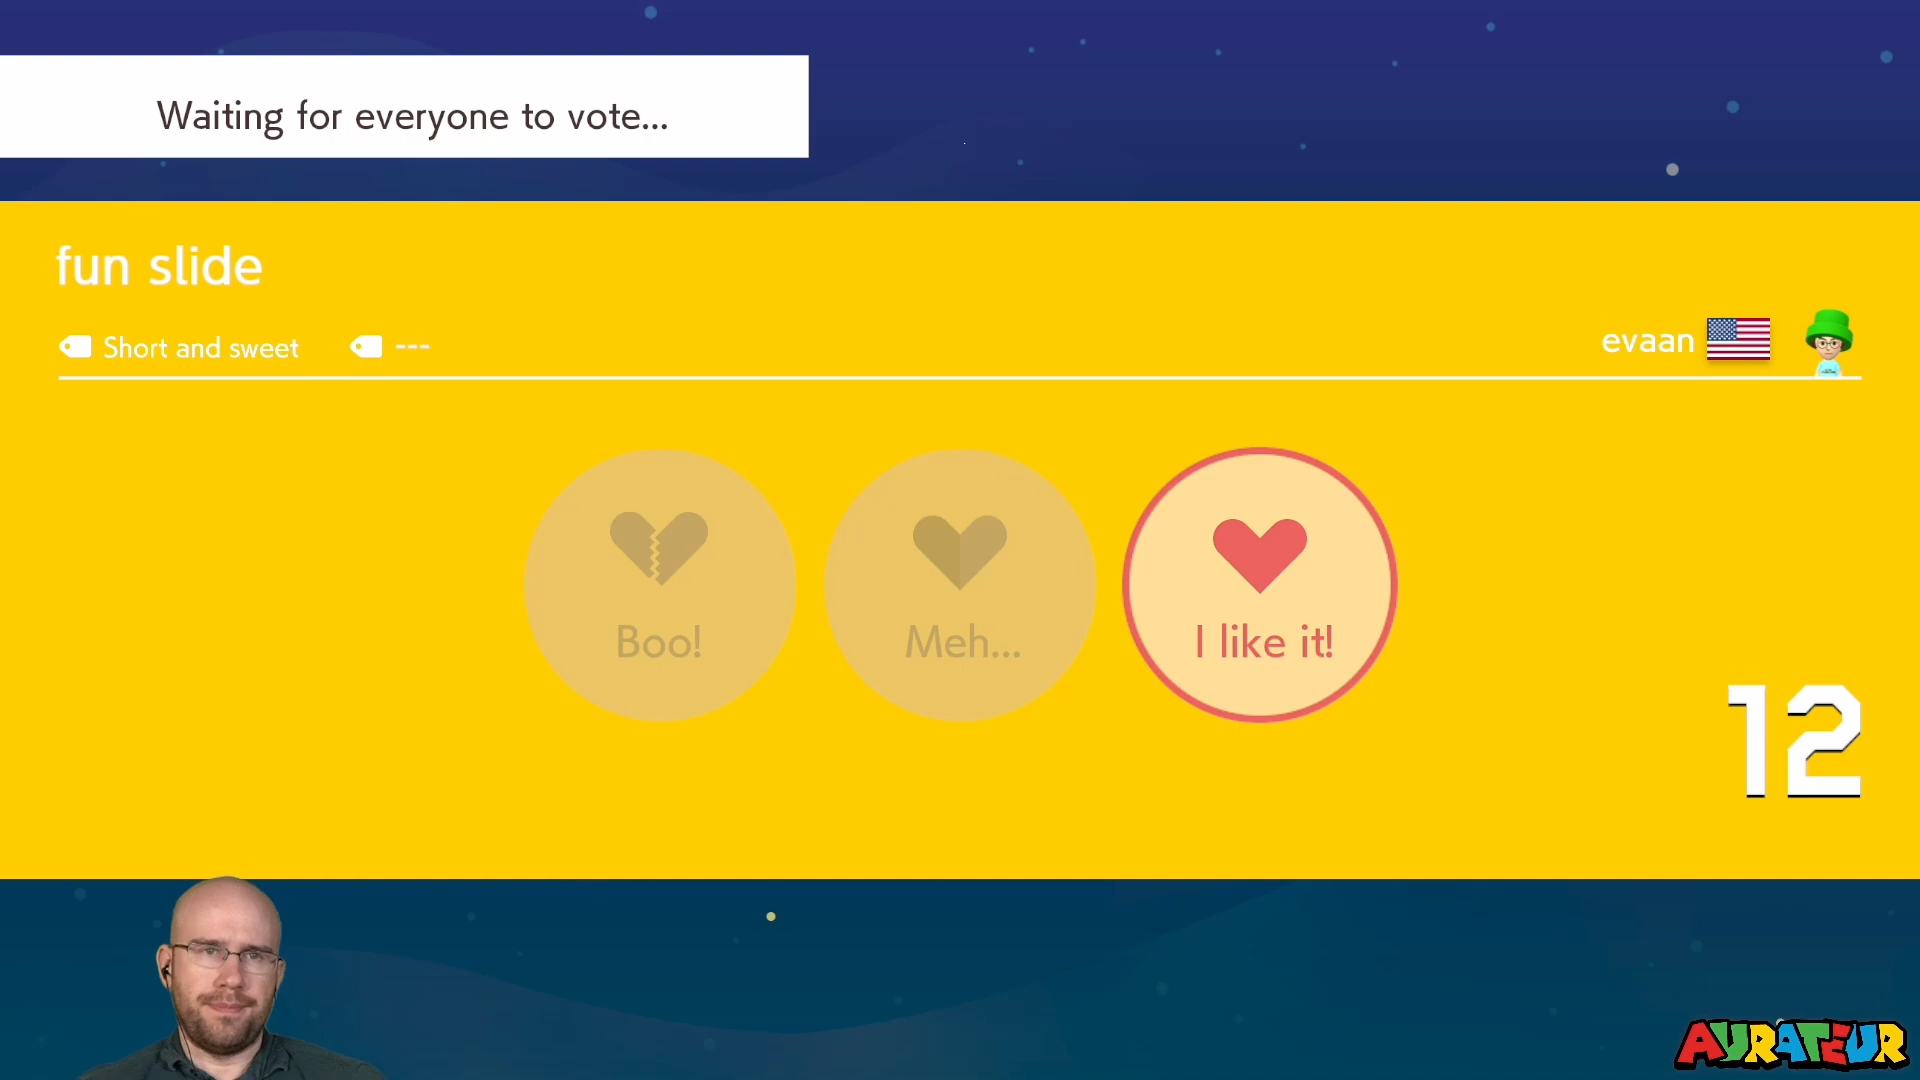 Waiting for everyone to vote...
fun slide
Short and sweet ---
evaan
Boo! Meh... I like it!
12
AURATEUR